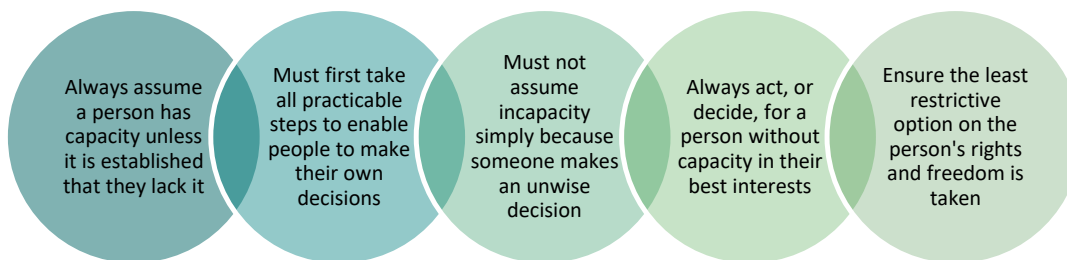 Always assume
a person has
capacity unless
it is established
that they lack it
Must first take
all practicable
steps to enable
people to make
their own
decisions
Must not
assume
incapacity
simply because
someone makes
an unwise
decision
Always act, or
decide, for a
person without
capacity in their
best interests
Ensure the least
restrictive
option on the
person's rights
and freedom is
taken